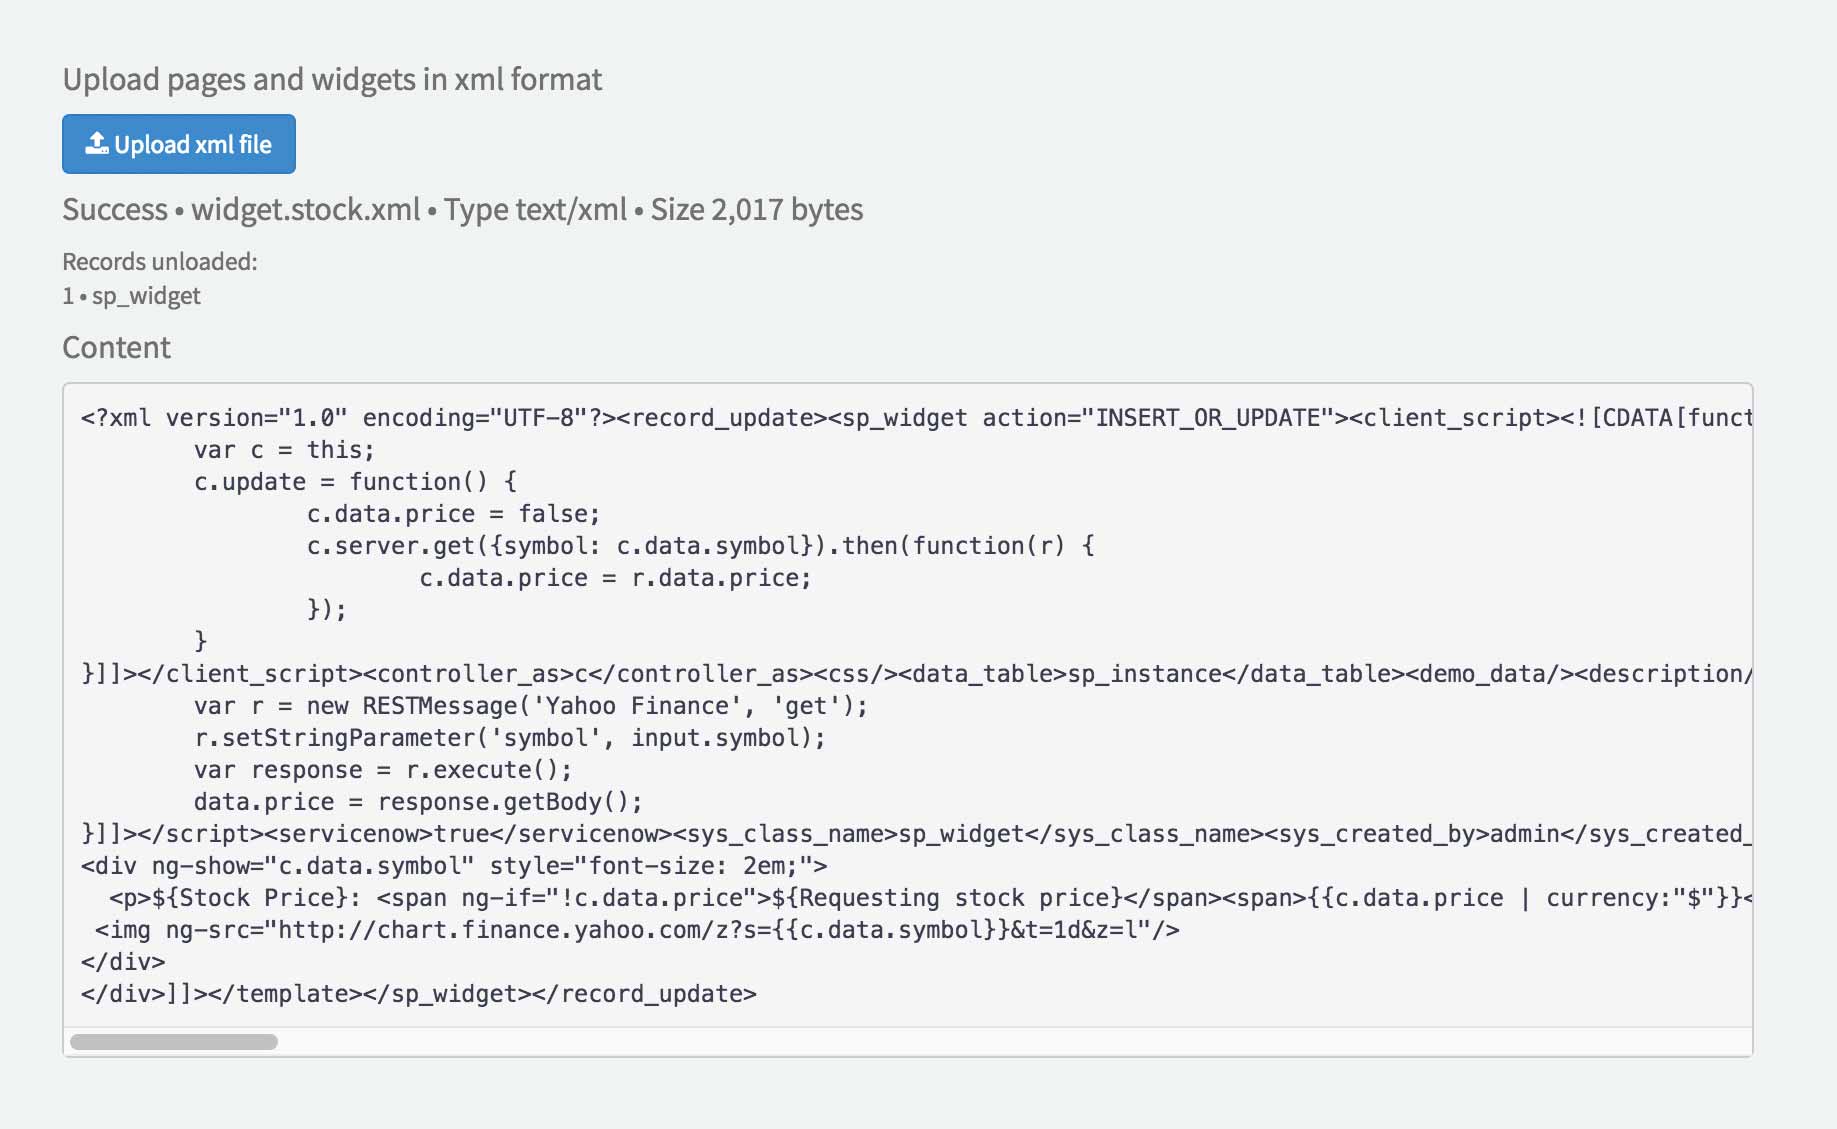 Upload pages and widgets in xml format
Upload xml file
Success • widget.stock.xml • Type text/xml • Size 2,017 bytes
Records unloaded:
1 • sp_widget
Content
<?xml version="1.0" encoding="UTF-8"?><record_update><sp_widget action="INSERT_OR_UPDATE"><client_script><![CDATA[funct
var c = this;
c.update = function() {
c.data.price = false;
c.server.get({symbol: c.data.symbol}).then(function(r) {
c.data.price = r.data.price;
});
}
}]]></client_script><controller_as>c</controller_as><css/><data_table>sp_instance</data_table><demo_data/><description/
var r = new RESTMessage('Yahoo Finance', 'get');
r.setStringParameter('symbol', input.symbol);
var response = r.execute();
data.price = response.getBody();
}]]></script><servicenow>true</servicenow><sys_class_name>sp_widget</sys_class_name><sys_created_by>admin</sys_created_
<div ng-show="c.data.symbol" style="font-size: 2em;">
<p>${Stock Price}: <span ng-if="!c.data.price">${Requesting stock price}</span><span>{{c.data.price | currency:"$"}}<
<img ng-src="http://chart.finance.yahoo.com/z?s={{c.data.symbol}}&t=1d&z=l"/>
</div>
</div>]]></template></sp_widget></record_update>